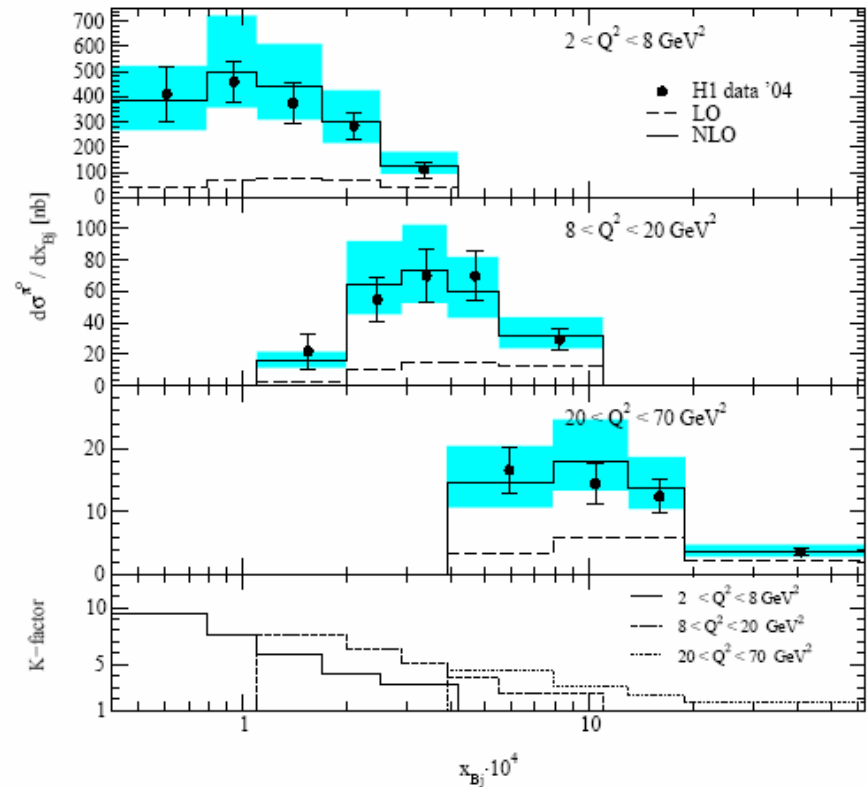 700
600
500
400
300
200
100
0
2 < Q² < 8 GeV²
H1 data '04
LO
NLO
100
80
60
40
20
0
8 < Q² < 20 GeV²
dσ^π° / dx_Bj [nb]
20
10
0
20 < Q² < 70 GeV²
10
5
1
K-factor
2 < Q² < 8 GeV²
8 < Q² < 20 GeV²
20 < Q² < 70 GeV²
1
10
x_Bj·10⁴